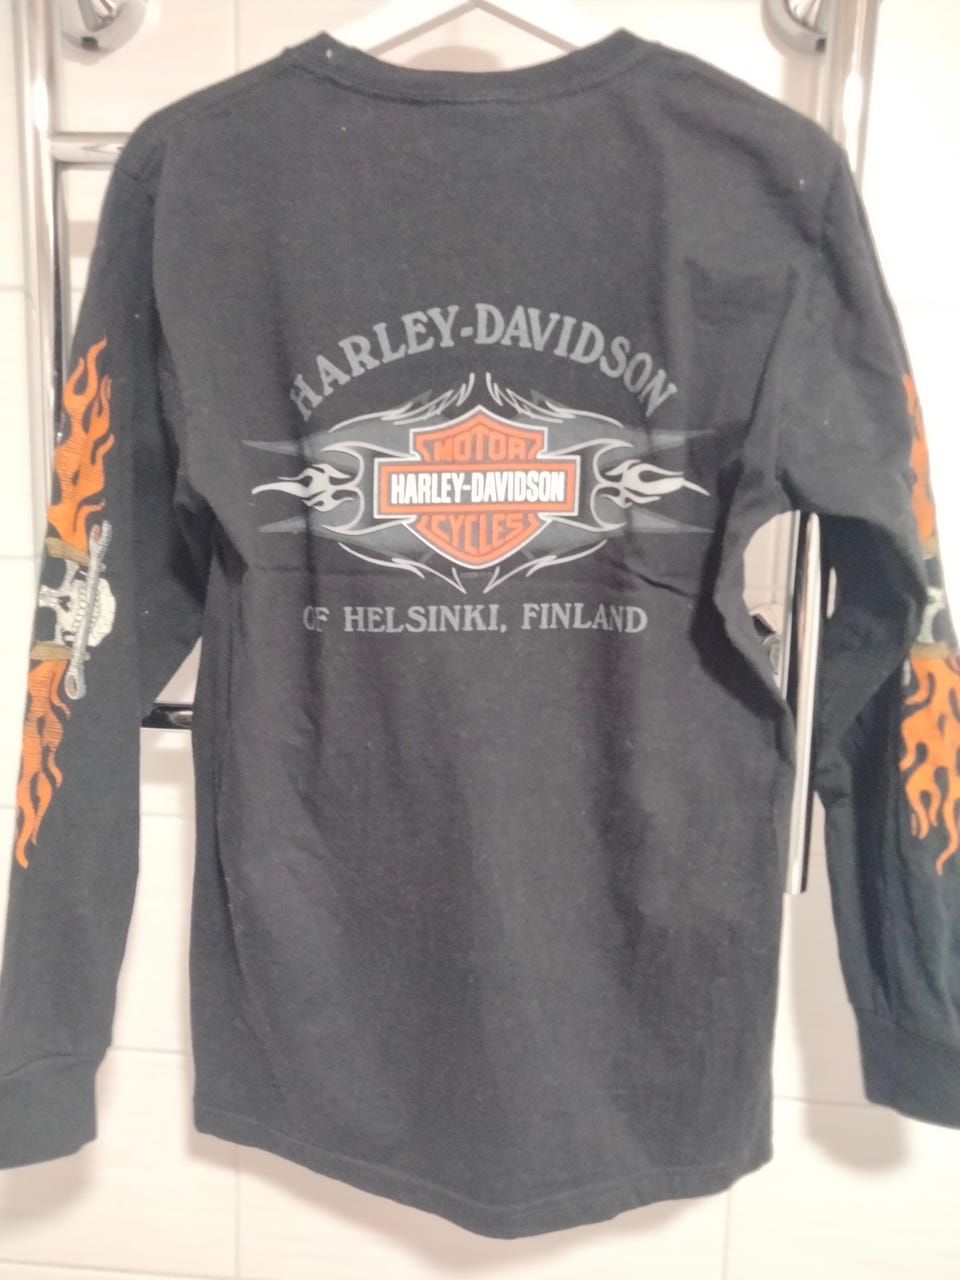 HARLEY-DAVIDSON
MOTOR
HARLEY-DAVIDSON
CYCLES
OF HELSINKI, FINLAND